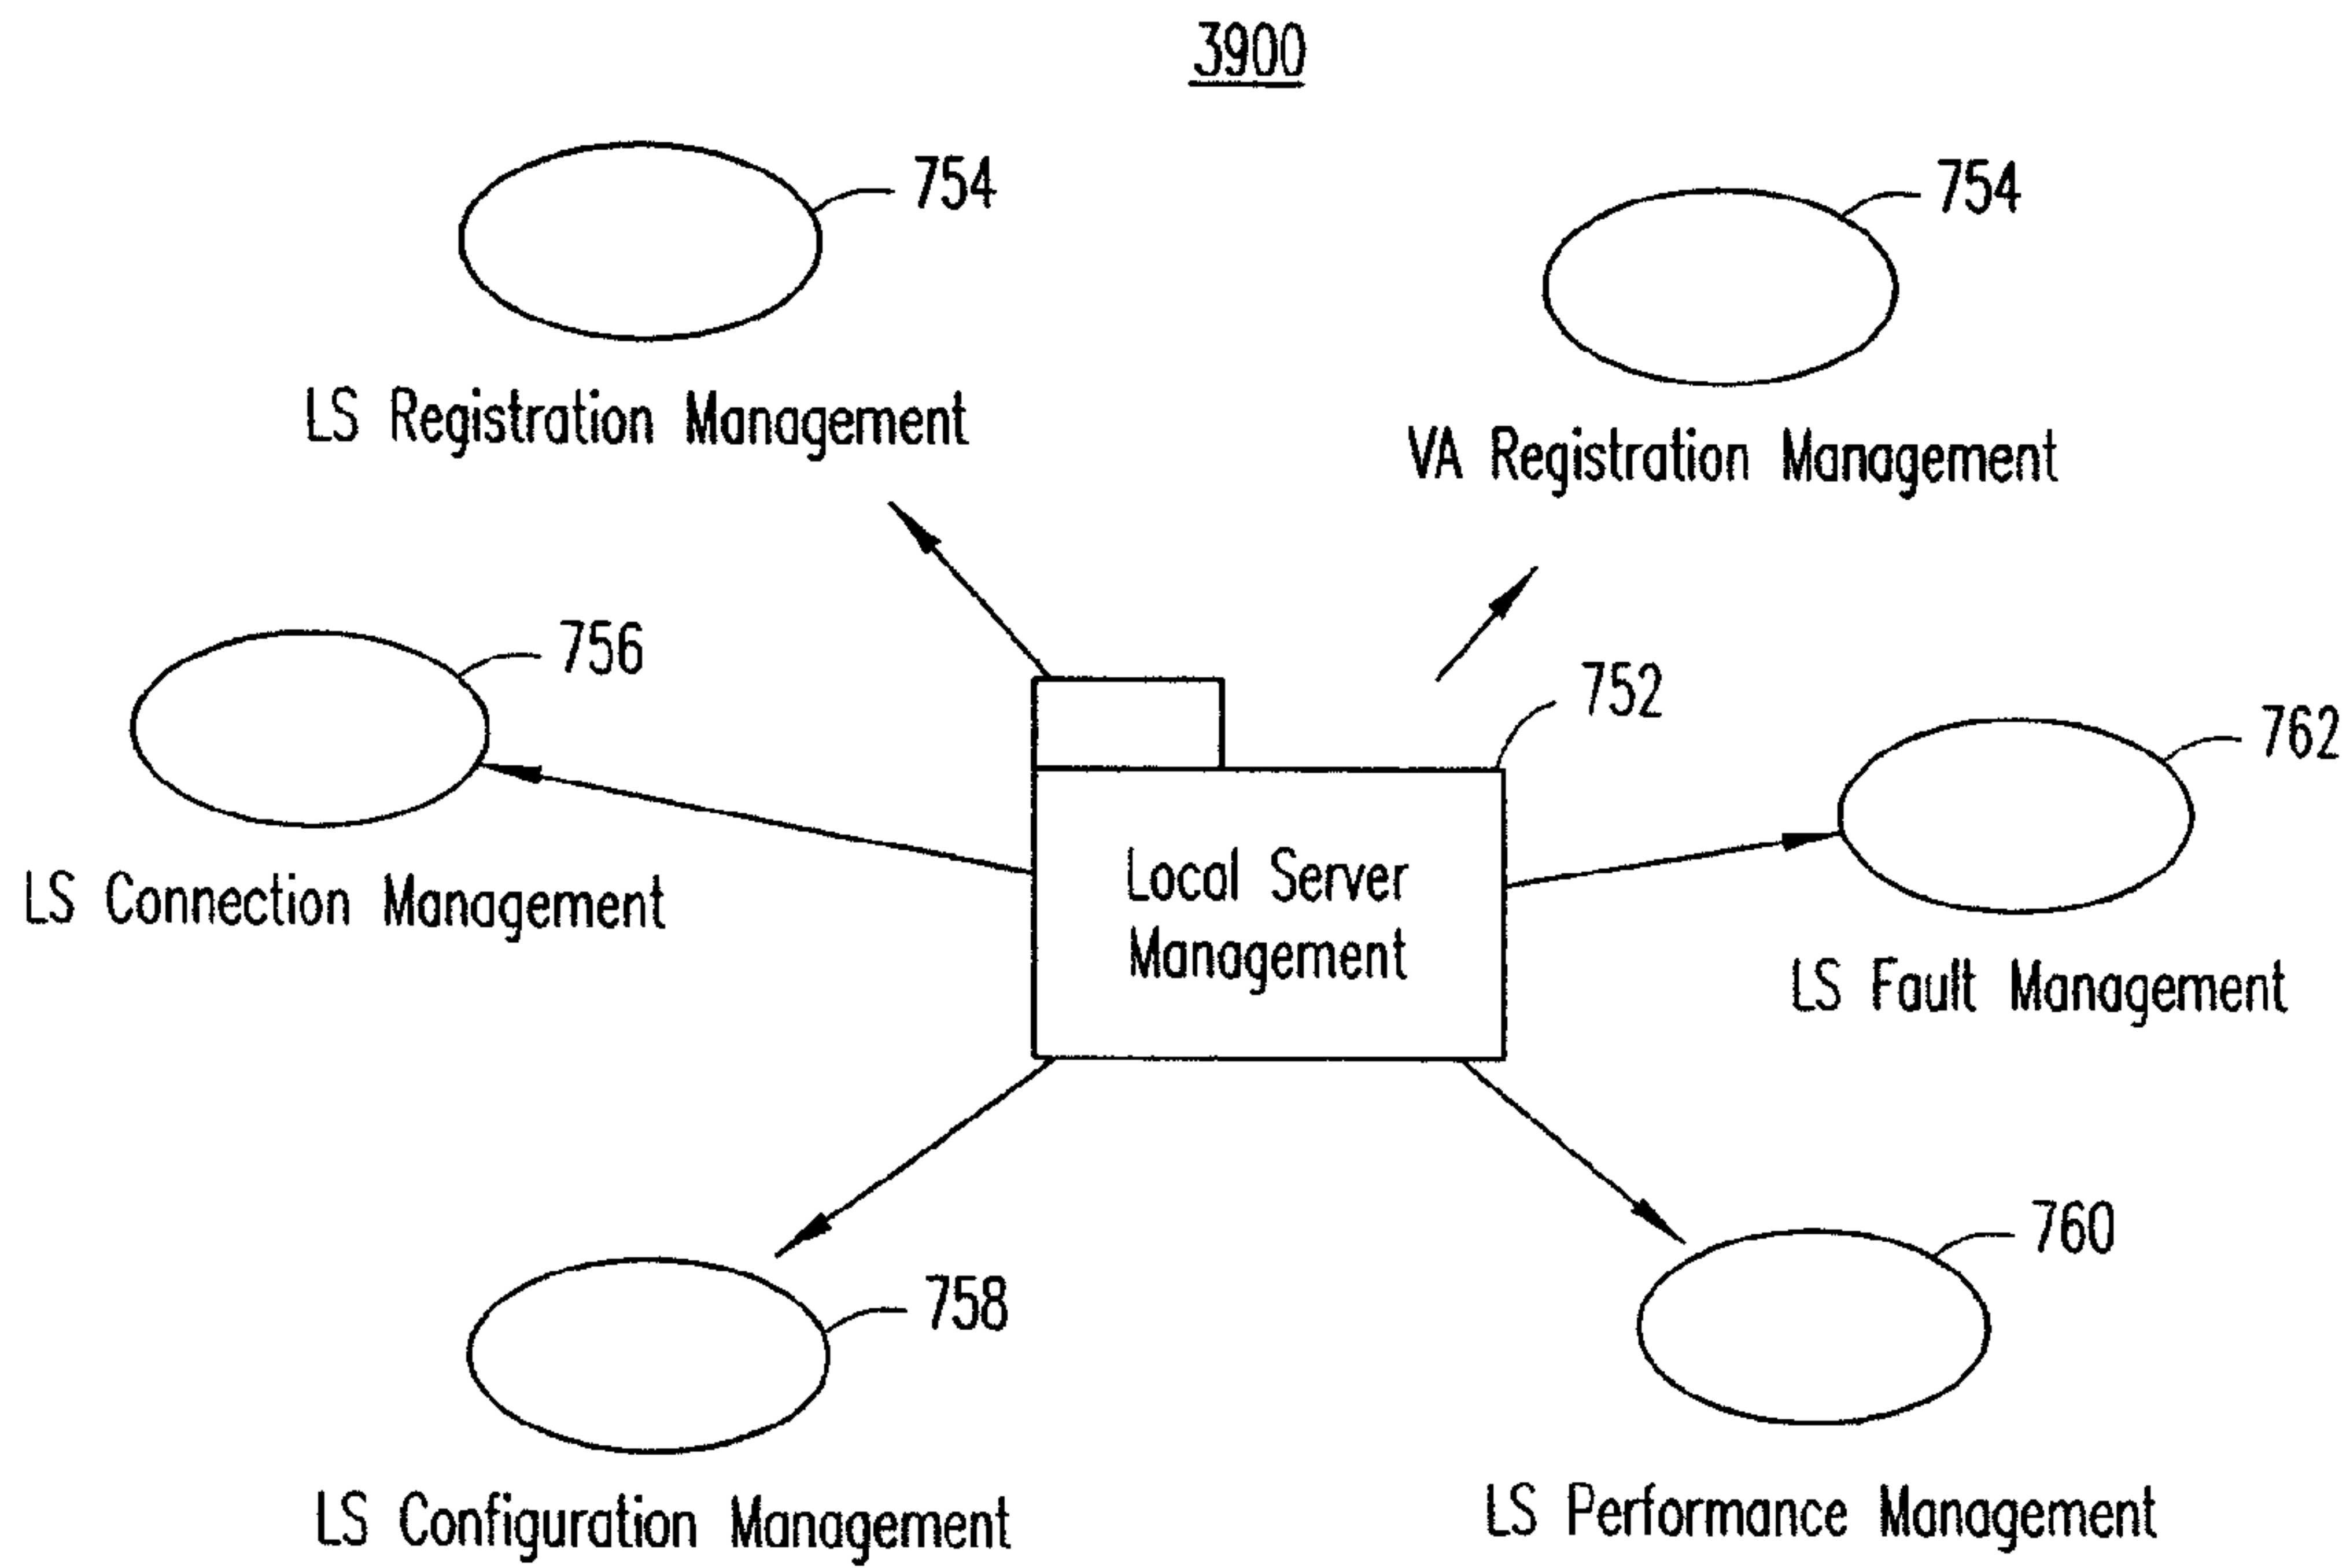 3900
754
754
LS Registration Management
VA Registration Management
756
752
762
Local Server
Management
LS Connection Management
LS Fault Management
760
758
LS Configuration Management
LS Performance Management